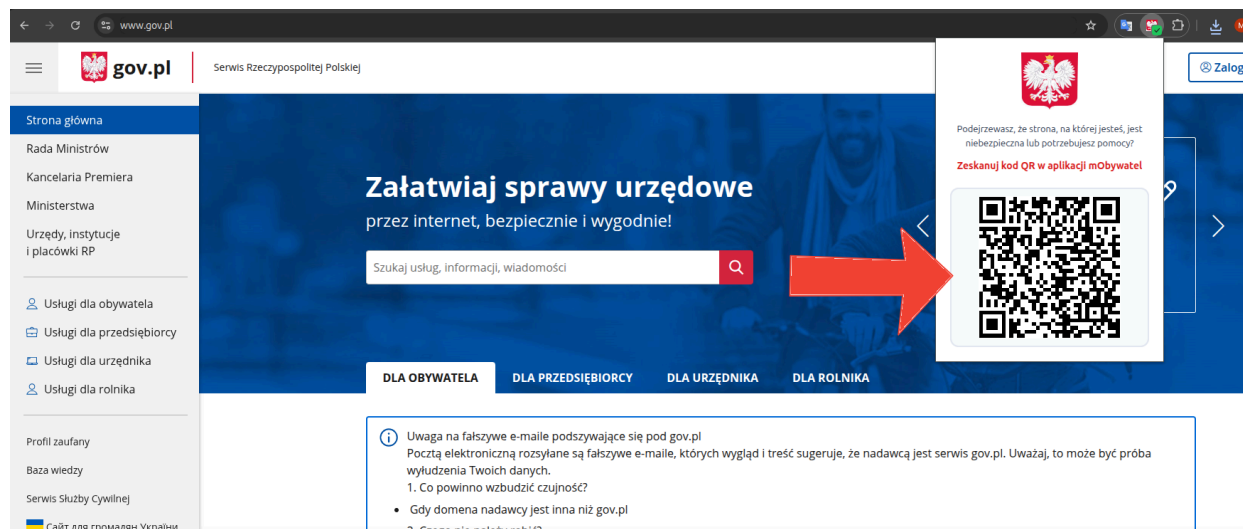 www.gov.pl
gov.pl
Serwis Rzeczypospolitej Polskiej
Zalog
Strona główna
Rada Ministrów
Kancelaria Premiera
Ministerstwa
Urzędy, instytucje
i placówki RP
Usługi dla obywatela
Usługi dla przedsiębiorcy
Usługi dla urzędnika
Usługi dla rolnika
Profil zaufany
Baza wiedzy
Serwis Służby Cywilnej
Сайт для громадян України
Załatwiaj sprawy urzędowe
przez internet, bezpiecznie i wygodnie!
Szukaj usług, informacji, wiadomości
Podejrzewasz, że strona, na której jesteś, jest
niebezpieczna lub potrzebujesz pomocy?
Zeskanuj kod QR w aplikacji mObywatel
DLA OBYWATELA DLA PRZEDSIĘBIORCY DLA URZĘDNIKA DLA ROLNIKA
Uwaga na fałszywe e-maile podszywające się pod gov.pl
Pocztą elektroniczną rozsyłane są fałszywe e-maile, których wygląd i treść sugeruje, że nadawcą jest serwis gov.pl. Uważaj, to może być próba
wyłudzenia Twoich danych.
1. Co powinno wzbudzić czujność?
• Gdy domena nadawcy jest inna niż gov.pl
2. Czego nie należy robić?